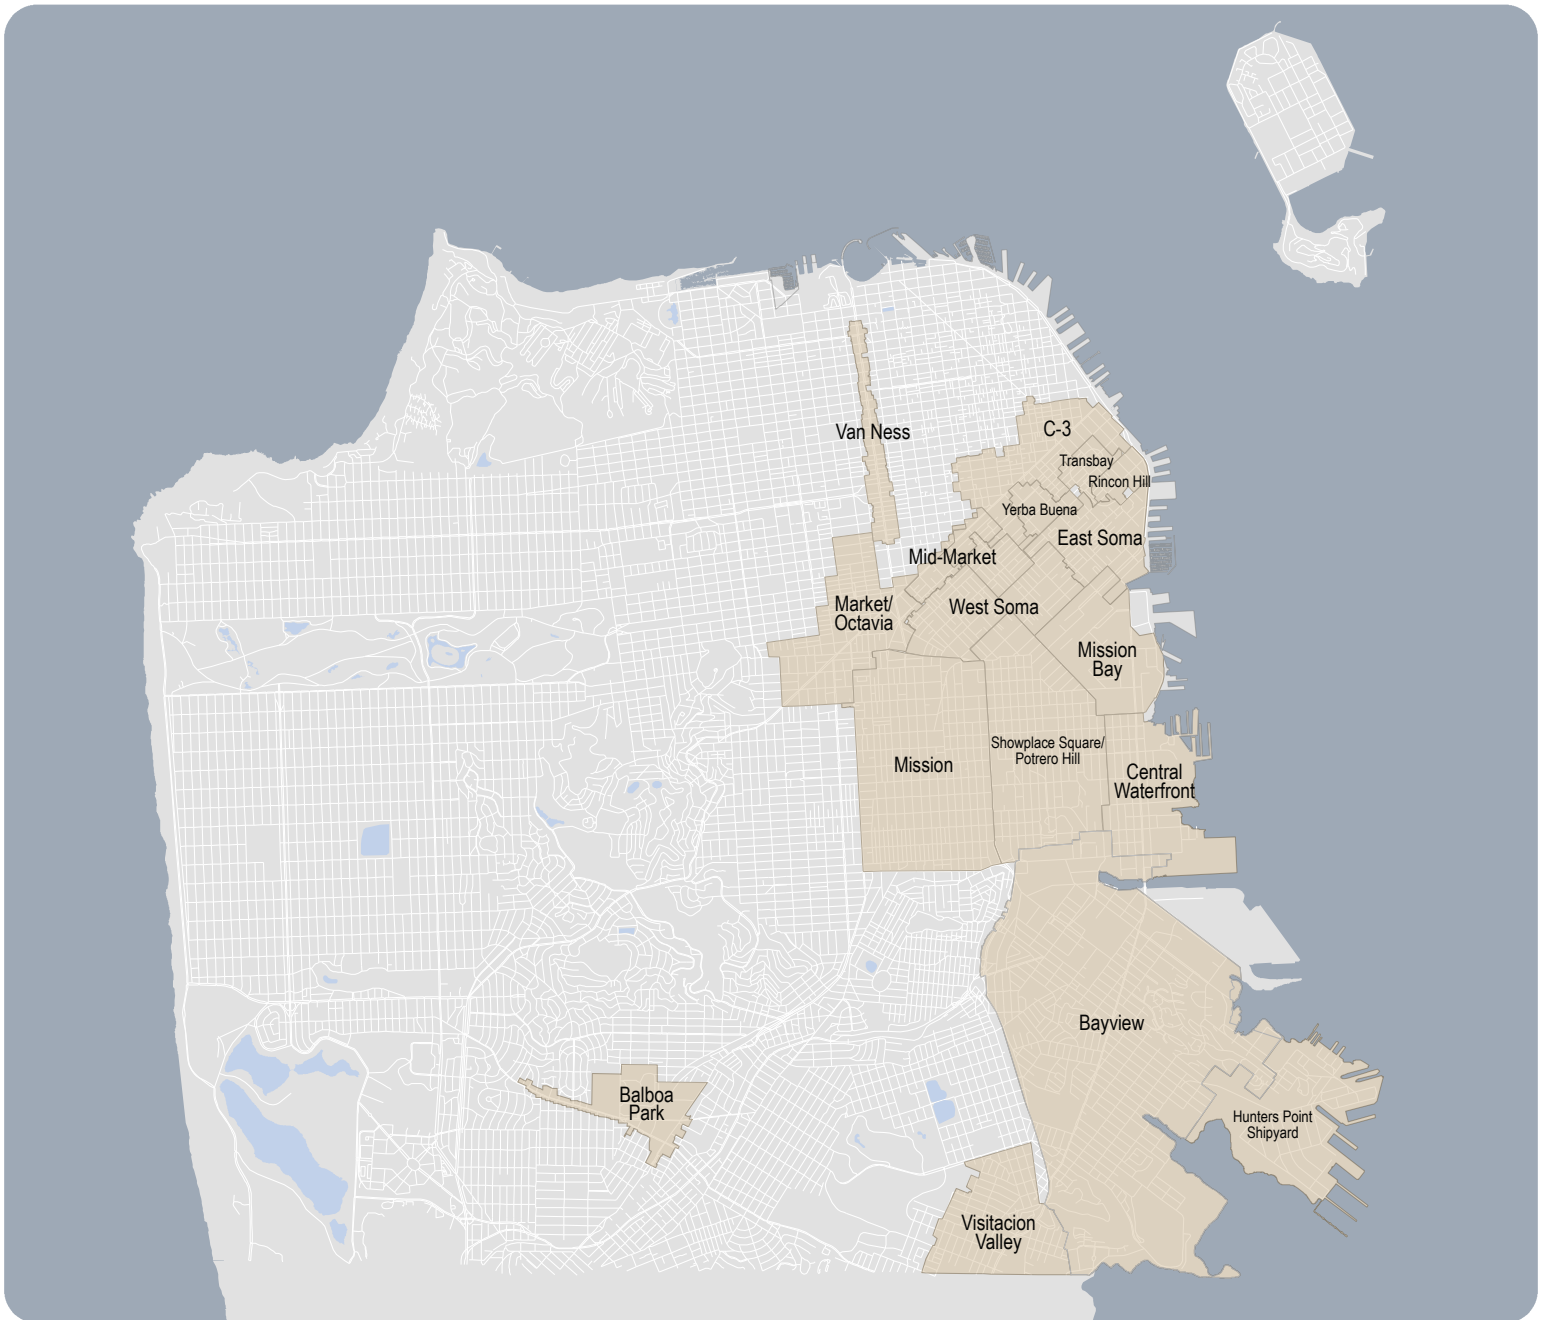 C-3
Van Ness
Transbay
Rincon Hill
Yerba Buena
East Soma
Mid-Market
Market/
Octavia
West Soma
Mission
Bay
Showplace Square/
Potrero Hill
Mission
Central
Waterfront
Bayview
Balboa
Park
Hunters Point
Shipyard
Visitacion
Valley